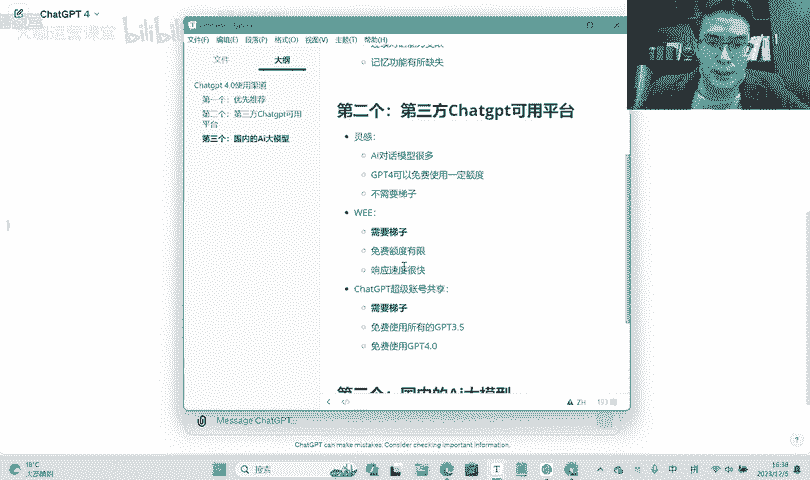 ChatGPT 4
bilibili
文件(F) 编辑(E) 段落(P) 格式(O) 视图(V) 主题(T) 帮助(H)
文件 大纲
Chatgpt 4.0使用渠道
第一个：优先推荐
第二个：第三方Chatgpt可用
平台
第三个：国内的Ai大模型
记忆功能有所缺失
第二个：第三方Chatgpt可用平台
灵感：
AI对话模型很多
GPT4可以免费使用一定额度
不需要梯子
WEE：
需要梯子
免费额度有限
响应速度很快
ChatGPT超级账号共享：
需要梯子
免费使用所有的GPT3.5
免费使用GPT4.0
第三个：国内的Ai大模型
ZH
Message ChatGPT...
ChatGPT can make mistakes. Consider checking important information.
?
18°C
搜索
中
拼
16:38
2023/12/5